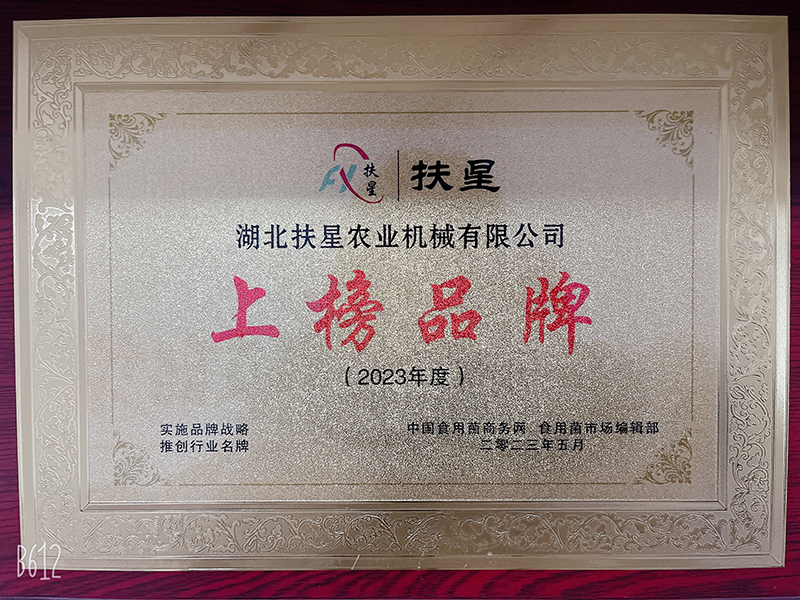 FX 扶星 扶星
湖北扶星农业机械有限公司
上榜品牌
（2023年度）
实施品牌战略
推创行业名牌
中国食用菌商务网 食用菌市场编辑部
二零二三年五月
B612